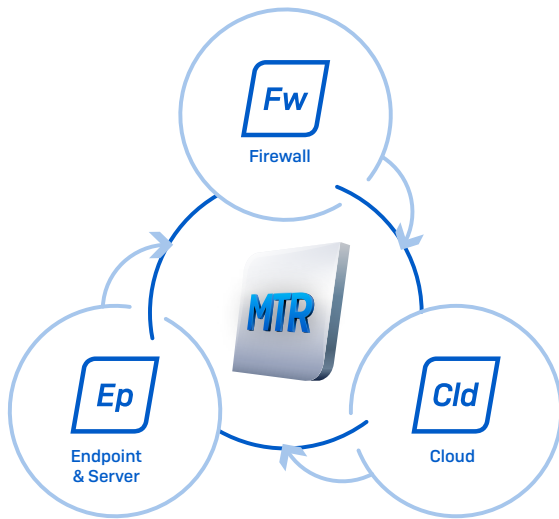 Fw
Firewall
MTR
Ep
Endpoint
& Server
Cld
Cloud